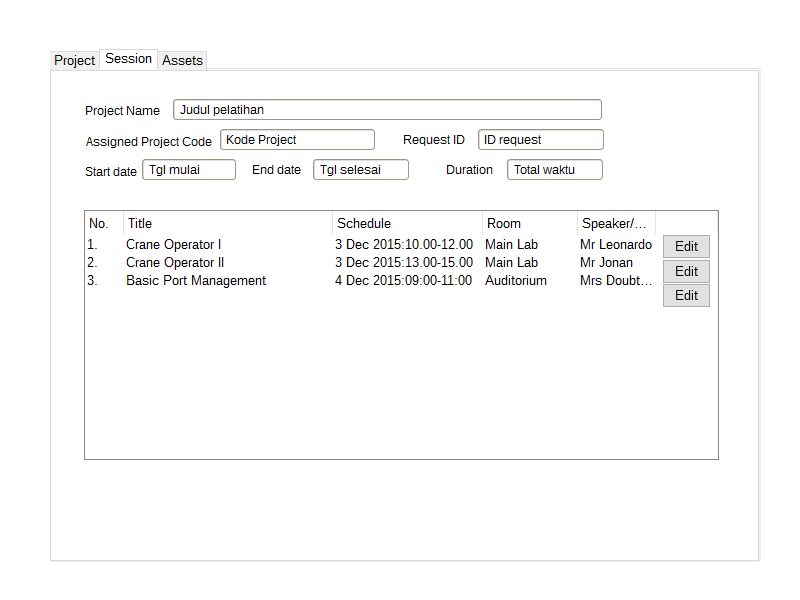 Project Session Assets
Project Name Judul pelatihan
Assigned Project Code Kode Project Request ID ID request
Start date Tgl mulai End date Tgl selesai Duration Total waktu
No. Title Schedule Room Speaker/...
1. Crane Operator I 3 Dec 2015:10.00-12.00 Main Lab Mr Leonardo Edit
2. Crane Operator II 3 Dec 2015:13.00-15.00 Main Lab Mr Jonan Edit
3. Basic Port Management 4 Dec 2015:09:00-11:00 Auditorium Mrs Doubt... Edit